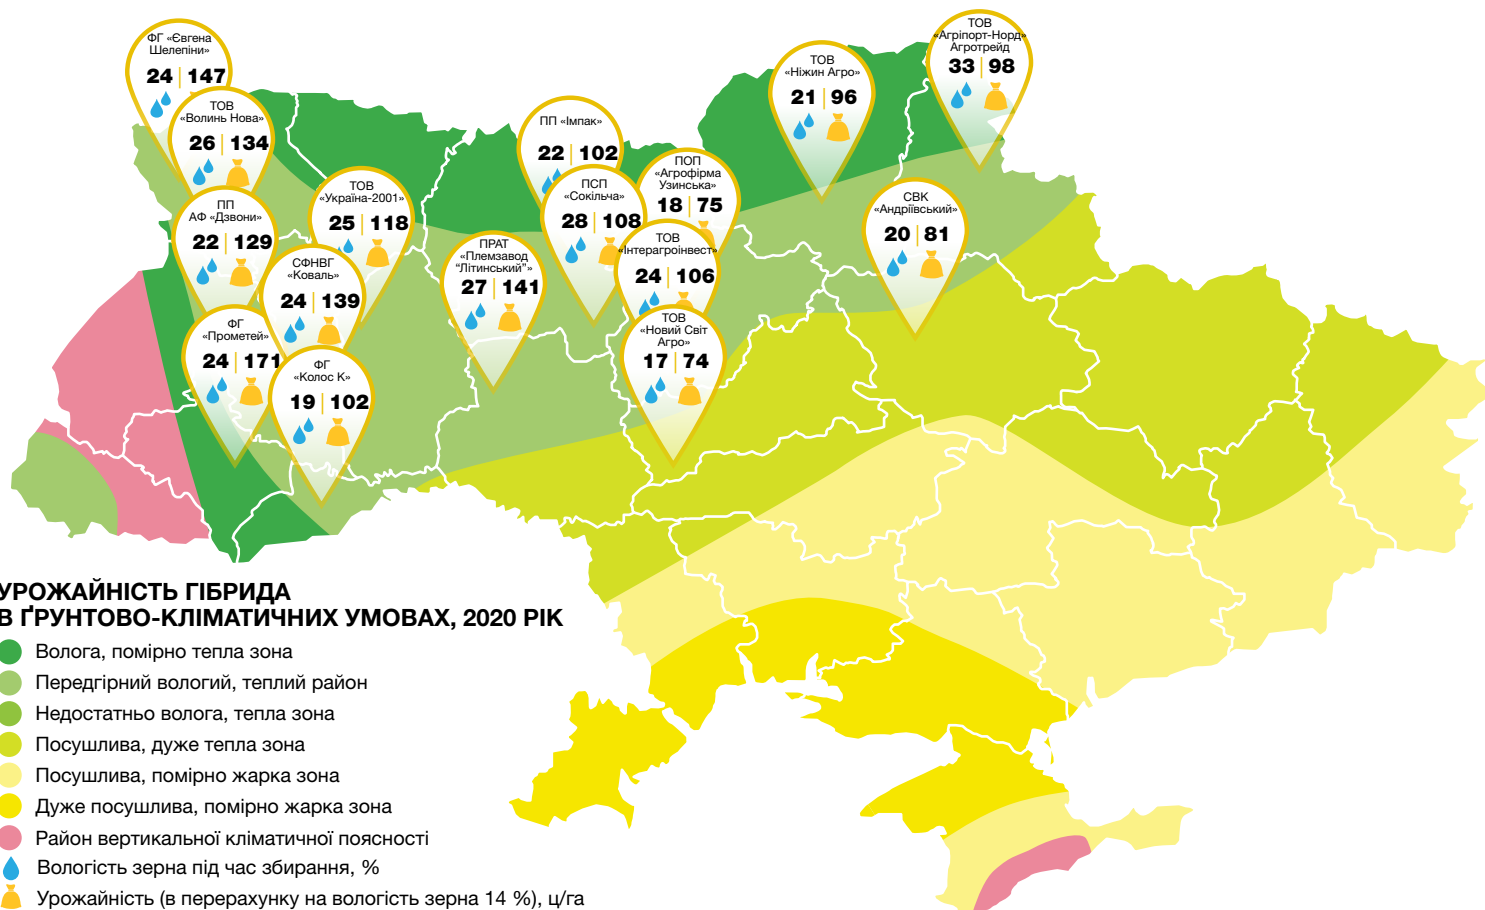 ФГ «Євгена
Шелепіни»
24 147
ТОВ
«Волинь Нова»
26 134
ПП
АФ «Дзвони»
22 129
ТОВ
«Україна-2001»
25 118
СФНВГ
«Коваль»
24 139
ФГ
«Прометей»
24 171
ФГ
«Колос К»
19 102
ПРАТ
«Племзавод
“Літинський”»
27 141
ПП «Імпак»
22 102
ПСП
«Сокільча»
28 108
ПОП
«Агрофірма
Узинська»
18 75
ТОВ
«Інтерагроінвест»
24 106
ТОВ
«Новий Світ
Агро»
17 74
ТОВ
«Ніжин Агро»
21 96
СВК
«Андріївський»
20 81
ТОВ
«Агріпорт-Норд»
Агротрейд
33 98
УРОЖАЙНІСТЬ ГІБРИДА
В ҐРУНТОВО-КЛІМАТИЧНИХ УМОВАХ, 2020 РІК
Волога, помірно тепла зона
Передгірний вологий, теплий район
Недостатньо волога, тепла зона
Посушлива, дуже тепла зона
Посушлива, помірно жарка зона
Дуже посушлива, помірно жарка зона
Район вертикальної кліматичної поясності
Вологість зерна під час збирання, %
Урожайність (в перерахунку на вологість зерна 14 %), ц/га